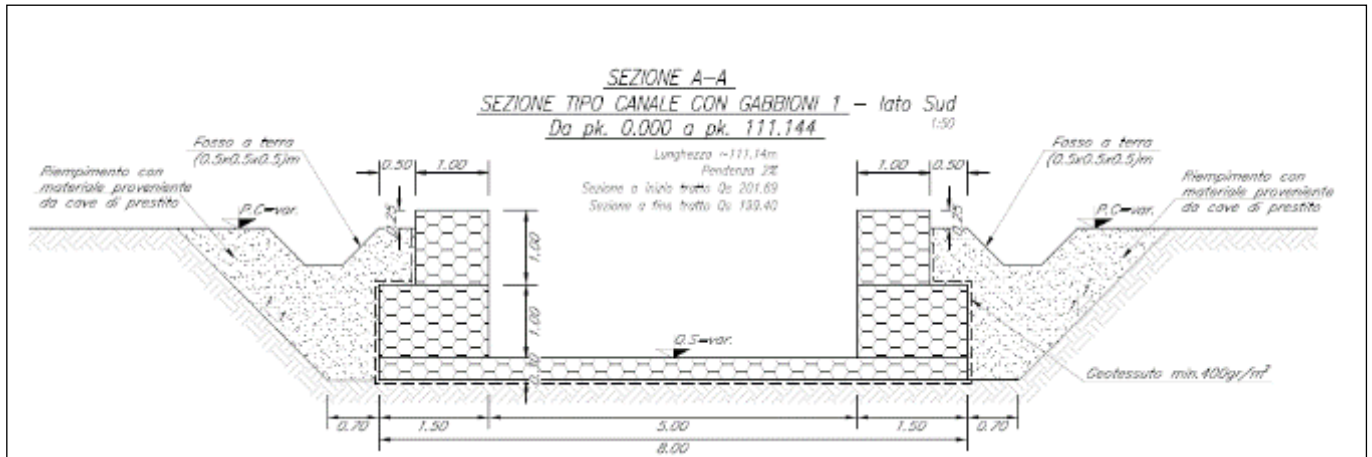 SEZIONE A-A
SEZIONE TIPO CANALE CON GABBIONI 1 - lato Sud
1:50
Da pk. 0.000 a pk. 111.144
Lunghezza ~111.14m
Pendenza 2%
Sezione a inizio tratto Qs 201.69
Sezione a fine tratto Qs 199.40
Fosso a terra
(0.5x0.5x0.5)m
Riempimento con
materiale proveniente
da cave di prestito
P.C=var.
0.50
1.00
0.25
1.00
1.00
0.30
Q.S=var.
1.00
0.50
0.25
Fosso a terra
(0.5x0.5x0.5)m
Riempimento con
materiale proveniente
da cave di prestito
P.C=var.
Geotessuto min.400gr/m²
0.70
1.50
5.00
1.50
0.70
8.00